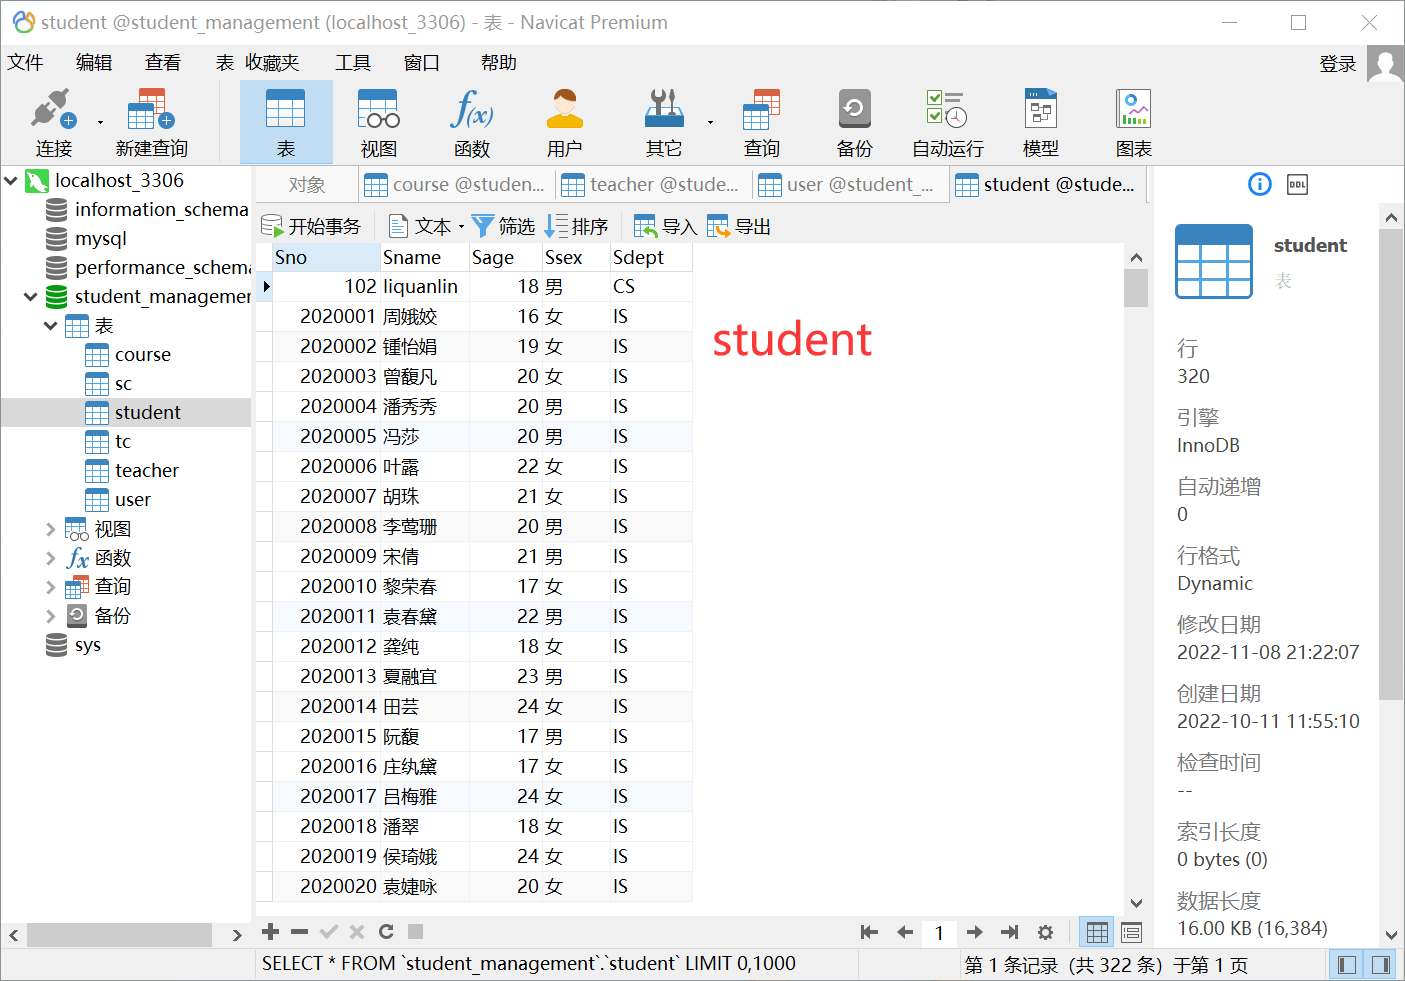 student @student_management (localhost_3306) - 表 - Navicat Premium
文件 编辑 查看 表 收藏夹 工具 窗口 帮助 登录
连接 新建查询 表 视图 函数 用户 其它 查询 备份 自动运行 模型 图表
localhost_3306
information_schema
mysql
performance_schema
student_management
表
course
sc
student
tc
teacher
user
视图
函数
查询
备份
sys
对象 course @studen... teacher @stude... user @student_... student @stude...
开始事务 文本 筛选 排序 导入 导出
Sno Sname Sage Ssex Sdept
102 liquanlin 18 男 CS
2020001 周娥姣 16 女 IS
2020002 锺怡娟 19 女 IS
2020003 曾馥凡 20 女 IS
2020004 潘秀秀 20 男 IS
2020005 冯莎 20 男 IS
2020006 叶露 22 女 IS
2020007 胡珠 21 女 IS
2020008 李莺珊 20 男 IS
2020009 宋倩 21 男 IS
2020010 黎荣春 17 女 IS
2020011 袁春黛 22 男 IS
2020012 龚纯 18 女 IS
2020013 夏融宜 23 男 IS
2020014 田芸 24 女 IS
2020015 阮馥 17 男 IS
2020016 庄纨黛 17 女 IS
2020017 吕梅雅 24 女 IS
2020018 潘翠 18 女 IS
2020019 侯琦娥 24 女 IS
2020020 袁婕咏 20 女 IS
student
DDL
student
表
行
320
引擎
InnoDB
自动递增
0
行格式
Dynamic
修改日期
2022-11-08 21:22:07
创建日期
2022-10-11 11:55:10
检查时间
--
索引长度
0 bytes (0)
数据长度
16.00 KB (16,384)
1
SELECT * FROM `student_management`.`student` LIMIT 0,1000
第 1 条记录 (共 322 条) 于第 1 页